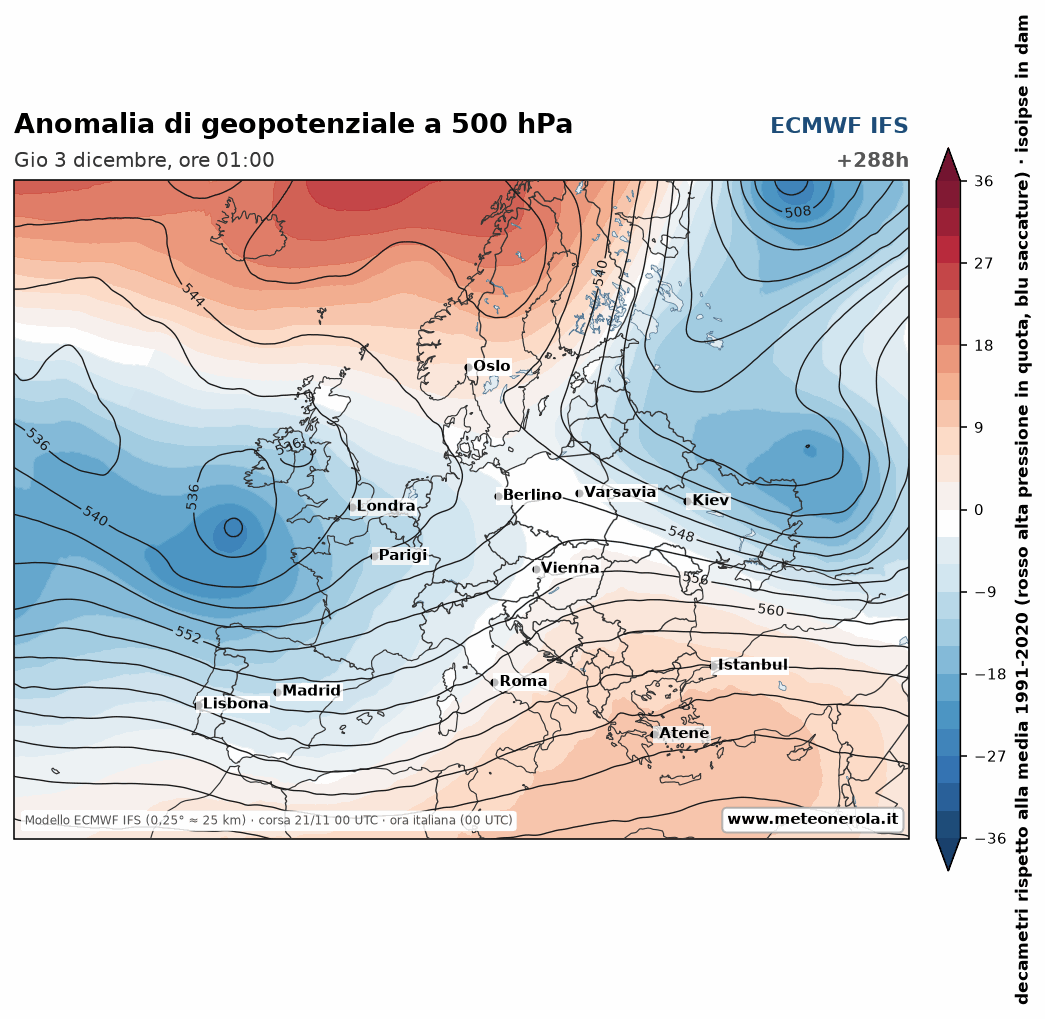 Anomalia di geopotenziale a 500 hPa
ECMWF IFS
Gio 3 dicembre, ore 01:00
+288h
508
540
544
536
536
536
540
548
552
556
560
Oslo
Berlino
Varsavia
Kiev
Londra
Parigi
Vienna
Istanbul
Roma
Madrid
Lisbona
Atene
Modello ECMWF IFS (0,25° ≈ 25 km) · corsa 21/11 00 UTC · ora italiana (00 UTC)
www.meteonerola.it
36
27
18
9
0
−9
−18
−27
−36
decametri rispetto alla media 1991-2020 (rosso alta pressione in quota, blu saccature) · isoipse in dam